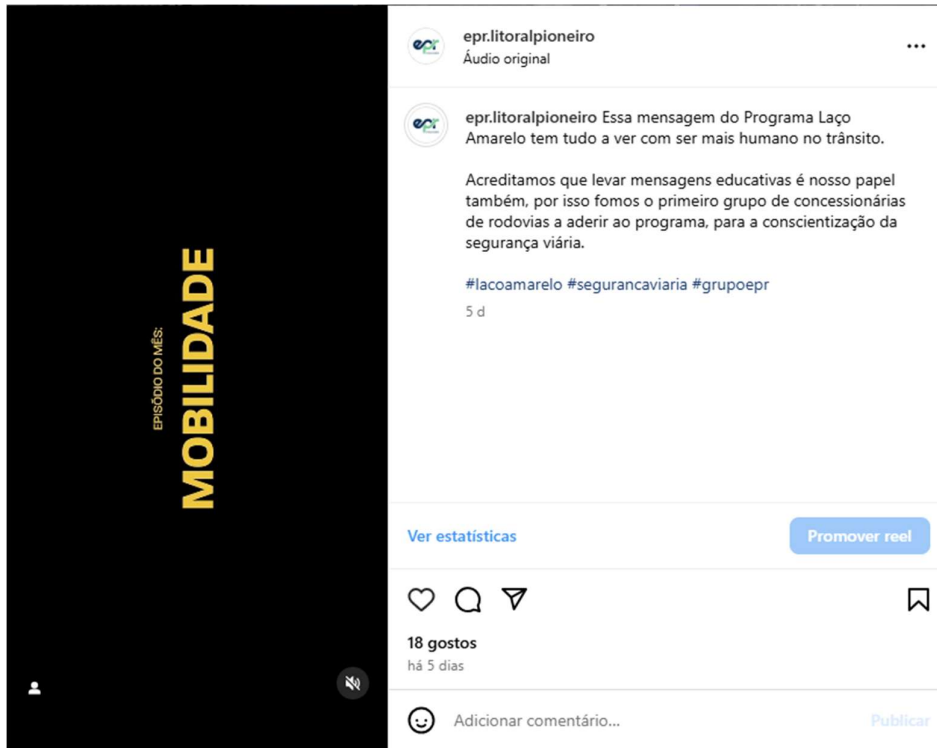 EPISÓDIO DO MÊS:
MOBILIDADE
epr
epr.litoralpioneiro
Áudio original
...
epr
epr.litoralpioneiro Essa mensagem do Programa Laço
Amarelo tem tudo a ver com ser mais humano no trânsito.
Acreditamos que levar mensagens educativas é nosso papel
também, por isso fomos o primeiro grupo de concessionárias
de rodovias a aderir ao programa, para a conscientização da
segurança viária.
#lacoamarelo #segurancaviaria #grupoepr
5 d
Ver estatísticas
Promover reel
18 gostos
há 5 dias
Adicionar comentário...
Publicar